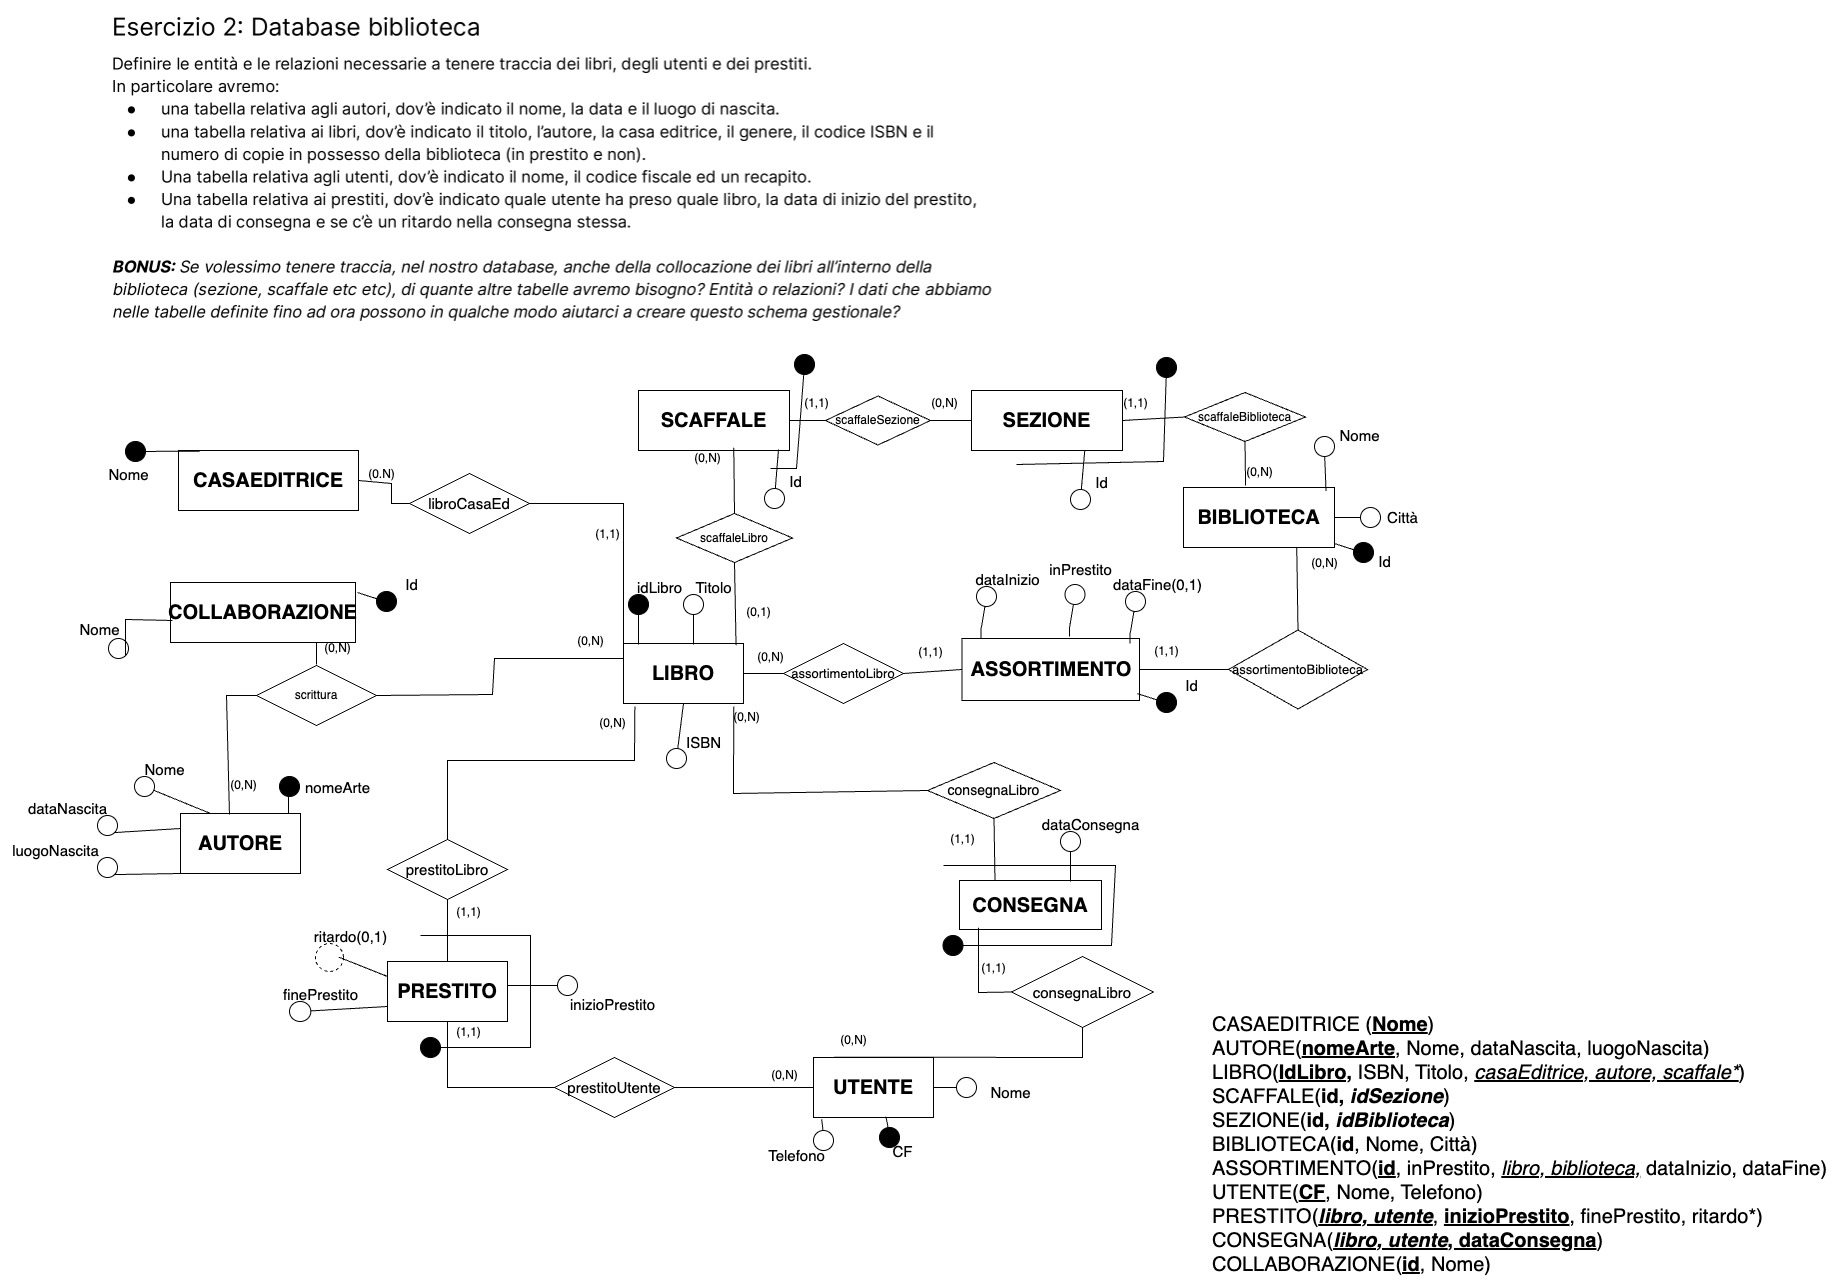 Esercizio 2: Database biblioteca
Definire le entità e le relazioni necessarie a tenere traccia dei libri, degli utenti e dei prestiti.
In particolare avremo:
● una tabella relativa agli autori, dov'è indicato il nome, la data e il luogo di nascita.
● una tabella relativa ai libri, dov'è indicato il titolo, l'autore, la casa editrice, il genere, il codice ISBN e il
numero di copie in possesso della biblioteca (in prestito e non).
● Una tabella relativa agli utenti, dov'è indicato il nome, il codice fiscale ed un recapito.
● Una tabella relativa ai prestiti, dov'è indicato quale utente ha preso quale libro, la data di inizio del prestito,
la data di consegna e se c'è un ritardo nella consegna stessa.
BONUS: Se volessimo tenere traccia, nel nostro database, anche della collocazione dei libri all'interno della
biblioteca (sezione, scaffale etc etc), di quante altre tabelle avremo bisogno? Entità o relazioni? I dati che abbiamo
nelle tabelle definite fino ad ora possono in qualche modo aiutarci a creare questo schema gestionale?
SCAFFALE
(1,1)
scaffaleSezione
(0,N)
SEZIONE
(1,1)
scaffaleBiblioteca
Nome
(0,N)
Id
(0,N)
Id
Nome
CASAEDITRICE
(0.N)
libroCasaEd
(1,1)
scaffaleLibro
BIBLIOTECA
Città
(0,N)
Id
COLLABORAZIONE
Id
Nome
(0,N)
idLibro
Titolo
(0,1)
dataInizio
inPrestito
dataFine(0,1)
scrittura
(0,N)
LIBRO
(0,N)
assortimentoLibro
(1,1)
ASSORTIMENTO
(1,1)
assortimentoBiblioteca
Id
(0,N)
(0,N)
ISBN
Nome
(0,N)
nomeArte
dataNascita
luogoNascita
AUTORE
consegnaLibro
(1,1)
dataConsegna
prestitoLibro
(1,1)
CONSEGNA
ritardo(0,1)
finePrestito
PRESTITO
inizioPrestito
(1,1)
(1,1)
consegnaLibro
(0,N)
prestitoUtente
(0,N)
UTENTE
Nome
Telefono
CF
CASAEDITRICE (Nome)
AUTORE(nomeArte, Nome, dataNascita, luogoNascita)
LIBRO(IdLibro, ISBN, Titolo, casaEditrice, autore, scaffale*)
SCAFFALE(id, idSezione)
SEZIONE(id, idBiblioteca)
BIBLIOTECA(id, Nome, Città)
ASSORTIMENTO(id, inPrestito, libro, biblioteca, dataInizio, dataFine)
UTENTE(CF, Nome, Telefono)
PRESTITO(libro, utente, inizioPrestito, finePrestito, ritardo*)
CONSEGNA(libro, utente, dataConsegna)
COLLABORAZIONE(id, Nome)